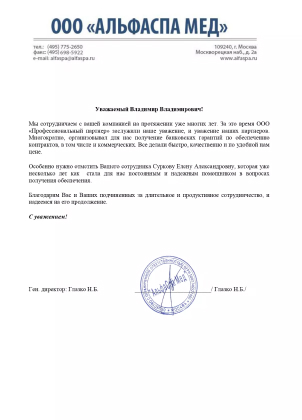 ООО «АЛЬФАСПА МЕД»
тел.: (495) 775-2650
факс: (495) 698-5922
e-mail: alfaspa@alfaspa.ru
109240, г. Москва
Москворецкая наб., д. 2а
www.alfaspa.ru
Уважаемый Владимир Владимирович!
Мы сотрудничаем с вашей компанией на протяжении уже многих лет. За это время ООО
«Профессиональный партнер» заслужили наше уважение, и уважение наших партнеров.
Многократно, организовывал для нас получение банковских гарантий по обеспечению
контрактов, в том числе и коммерческих. Все делали быстро, качественно и по удобной нам
цене.
Особенно нужно отметить Вашего сотрудника Суркову Елену Александровну, которая уже
несколько лет как стала для нас постоянным и надежным помощником в вопросах
получения обеспечения.
Благодарим Вас и Ваших подчиненных за длительное и продуктивное сотрудничество, и
надеемся на его продолжение.
С уважением!
Ген. директор: Глазко Н.Б.
/ Глазко Н.Б./